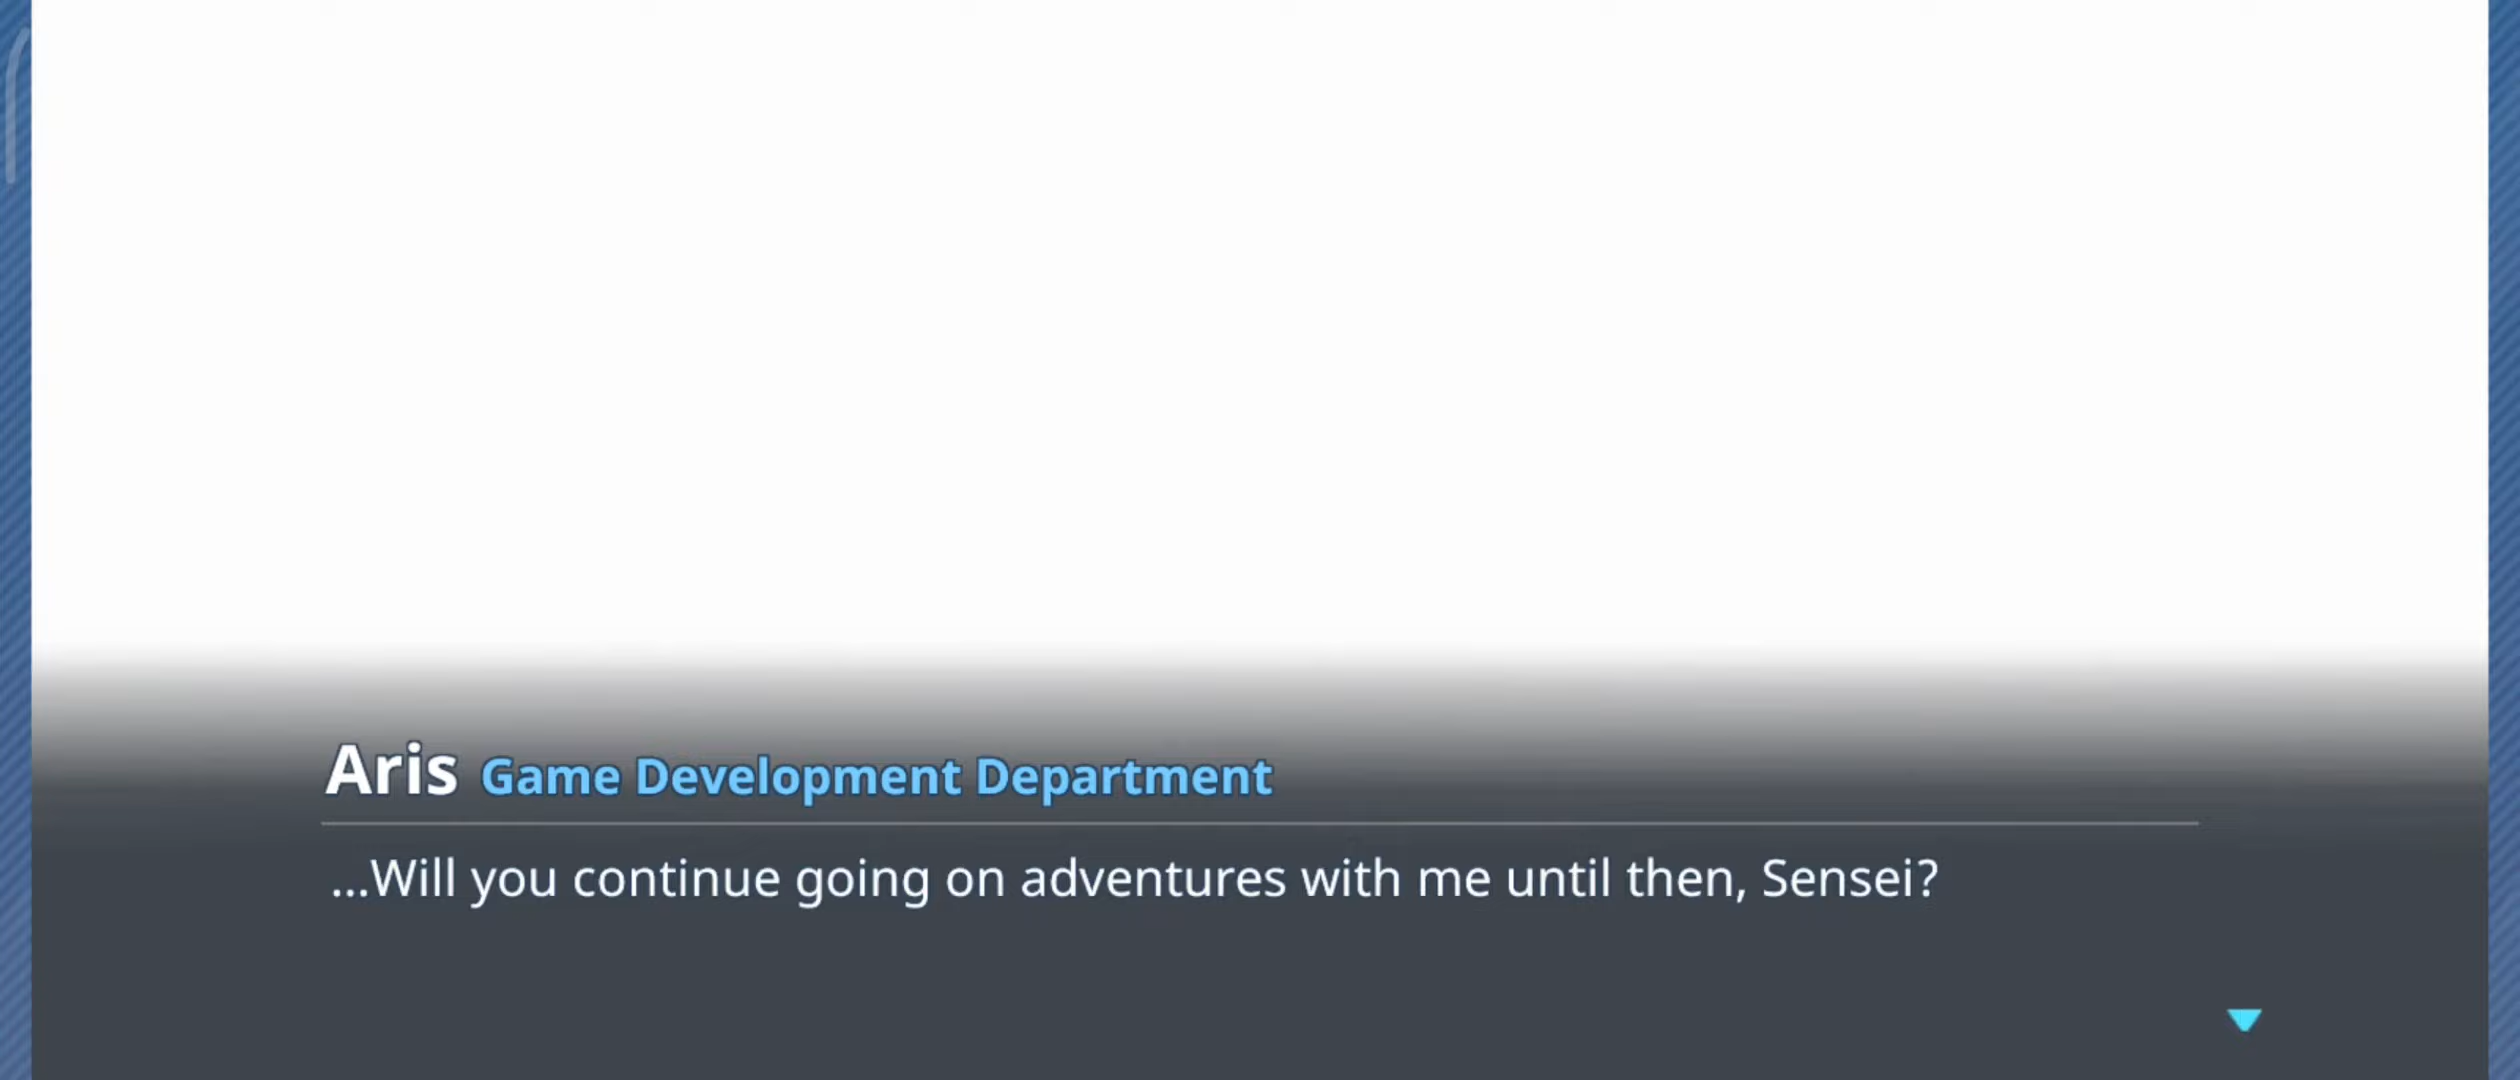 Aris Game Development Department
...Will you continue going on adventures with me until then, Sensei?